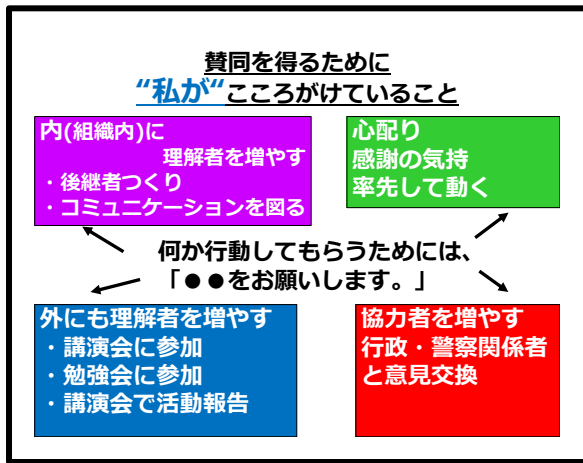 賛同を得るために
“私が“こころがけていること
内(組織内)に
理解者を増やす
・後継者つくり
・コミュニケーションを図る
心配り
感謝の気持
率先して動く
何か行動してもらうためには、
「●●をお願いします。」
外にも理解者を増やす
・講演会に参加
・勉強会に参加
・講演会で活動報告
協力者を増やす
行政・警察関係者
と意見交換